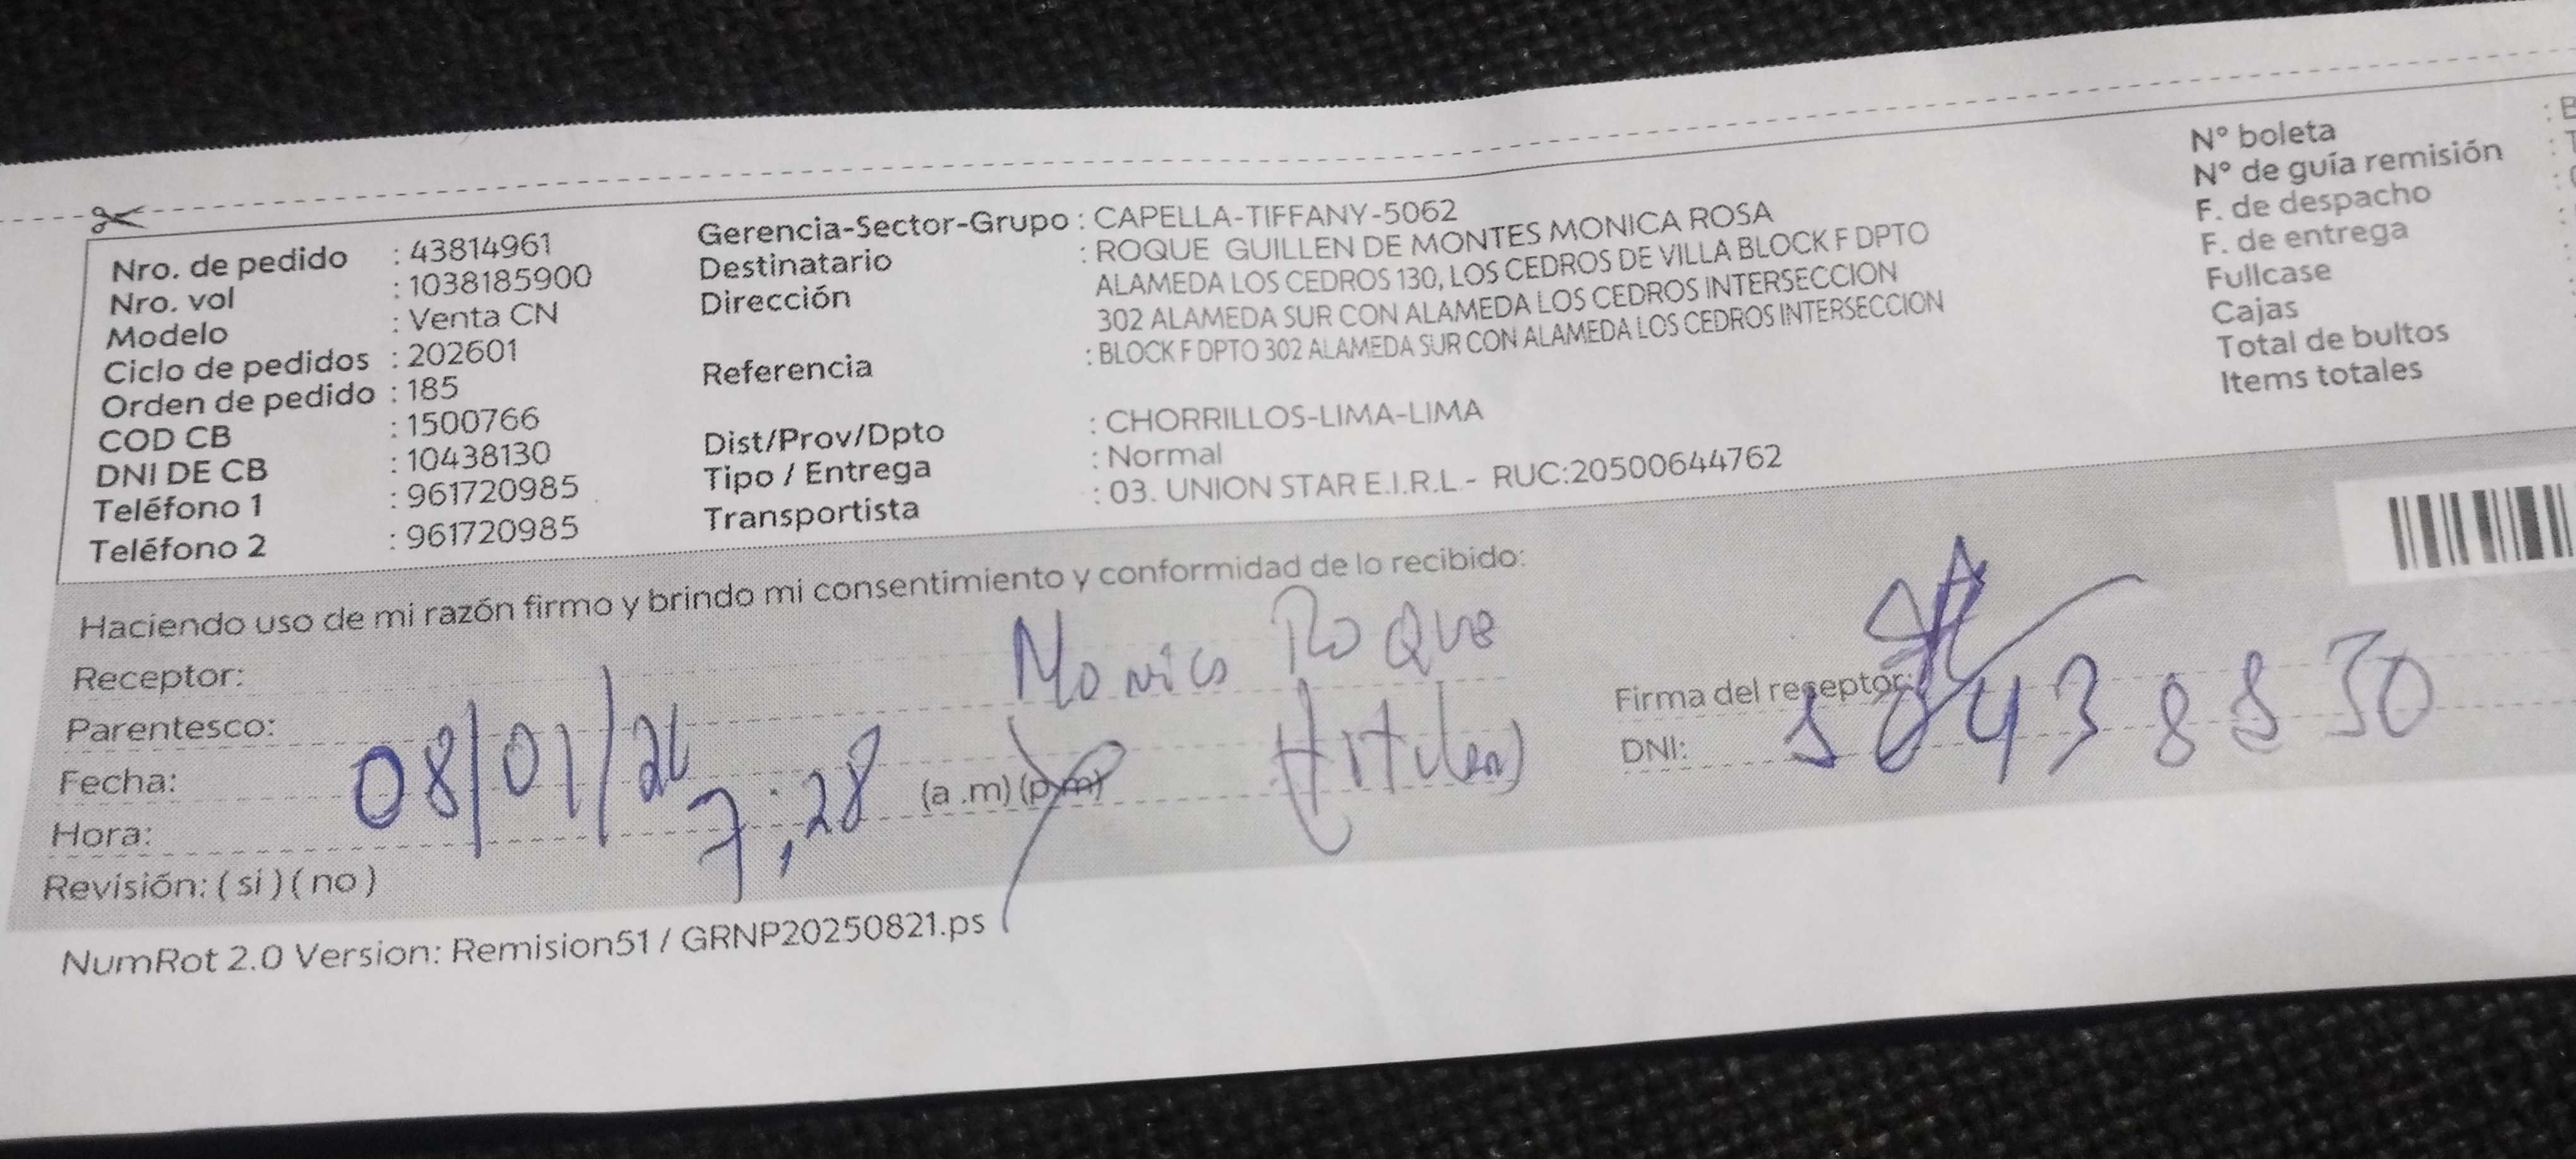 Nro. de pedido : 43814961
Nro. vol : 1038185900
Modelo : Venta CN
Ciclo de pedidos : 202601
Orden de pedido : 185
COD CB : 1500766
DNI DE CB : 10438130
Teléfono 1 : 961720985
Teléfono 2 : 961720985
Gerencia-Sector-Grupo : CAPELLA-TIFFANY-5062
Destinatario : ROQUE GUILLEN DE MONTES MONICA ROSA
Dirección ALAMEDA LOS CEDROS 130, LOS CEDROS DE VILLA BLOCK F DPTO
302 ALAMEDA SUR CON ALAMEDA LOS CEDROS INTERSECCION
Referencia : BLOCK F DPTO 302 ALAMEDA SUR CON ALAMEDA LOS CEDROS INTERSECCION
Dist/Prov/Dpto : CHORRILLOS-LIMA-LIMA
Tipo / Entrega : Normal
Transportista : 03. UNION STAR E.I.R.L - RUC:20500644762
N° boleta
N° de guía remisión
F. de despacho
F. de entrega
Fullcase
Cajas
Total de bultos
Items totales
Haciendo uso de mi razón firmo y brindo mi consentimiento y conformidad de lo recibido:
Receptor: Monica Roque
Parentesco:
Fecha: 08/01/26
Hora: 7:28 (a .m) (p.m)
Revisión: ( si ) ( no )
Firma del receptor:
DNI:
NumRot 2.0 Version: Remision51 / GRNP20250821.ps